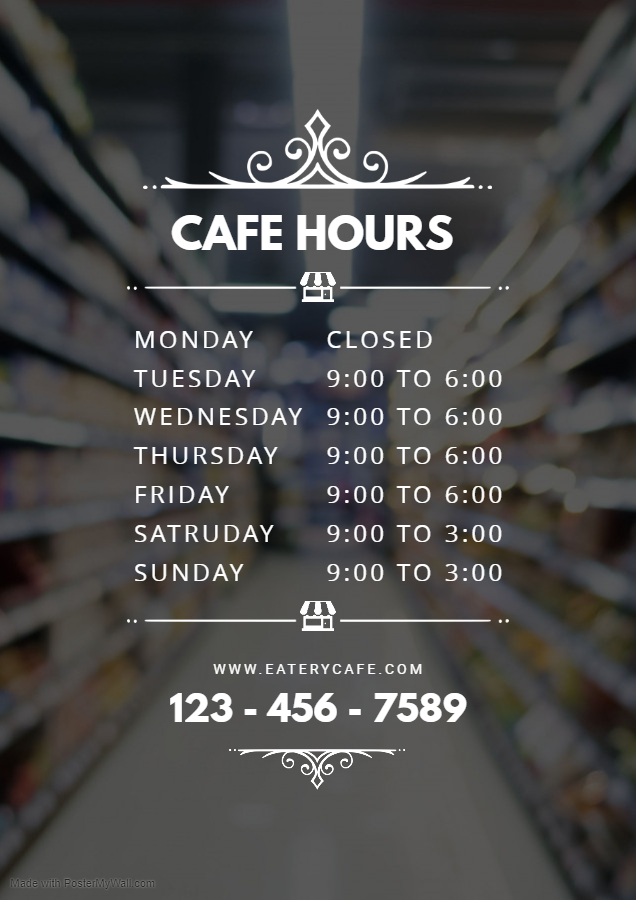 CAFE HOURS
MONDAY CLOSED
TUESDAY 9:00 TO 6:00
WEDNESDAY 9:00 TO 6:00
THURSDAY 9:00 TO 6:00
FRIDAY 9:00 TO 6:00
SATRUDAY 9:00 TO 3:00
SUNDAY 9:00 TO 3:00
WWW.EATERYCAFE.COM
123 - 456 - 7589
Made with PosterMyWall.com